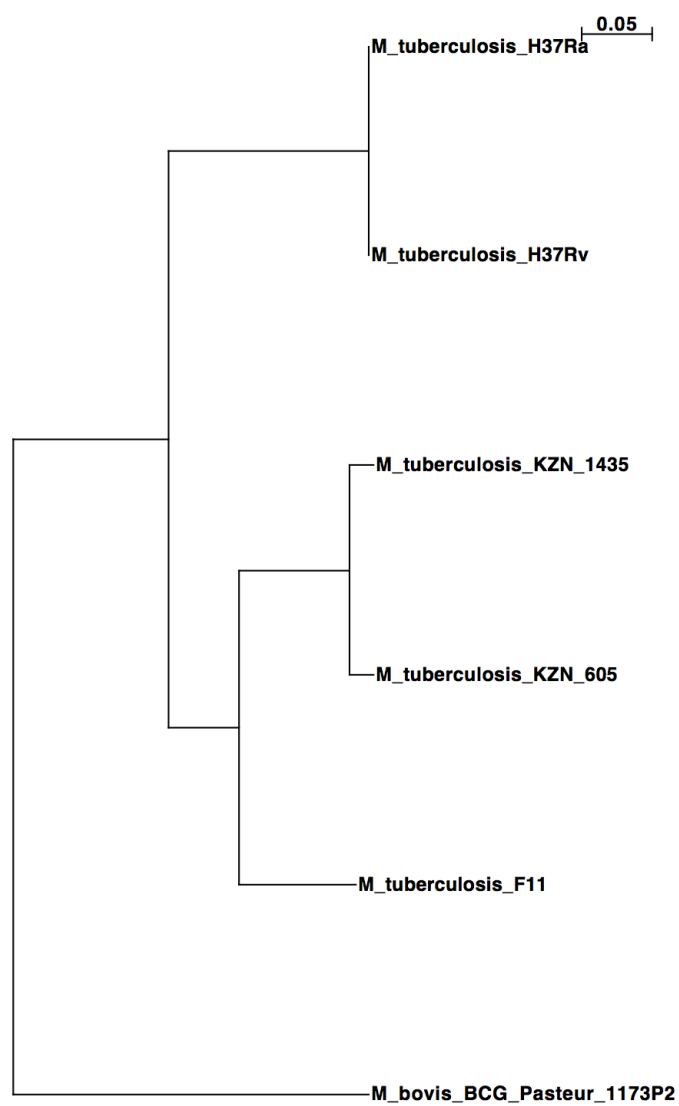 0.05
M_tuberculosis_H37Ra
M_tuberculosis_H37Rv
M_tuberculosis_KZN_1435
M_tuberculosis_KZN_605
M_tuberculosis_F11
M_bovis_BCG_Pasteur_1173P2